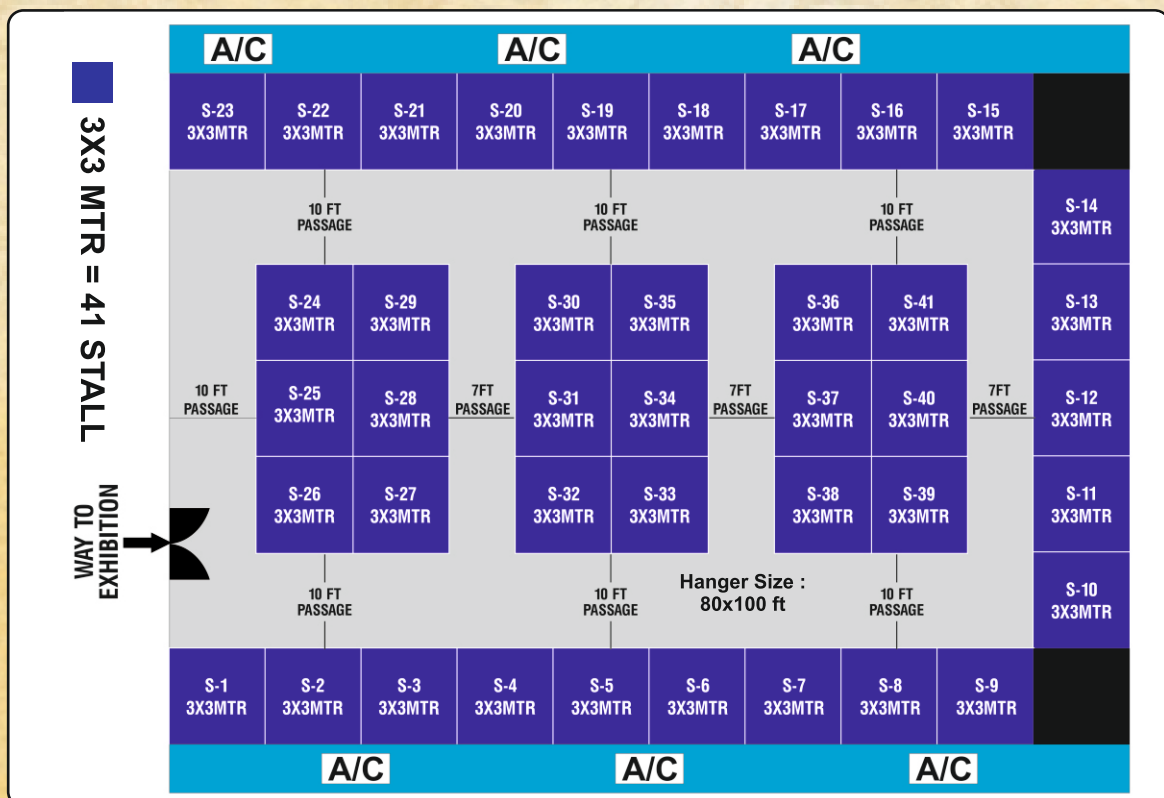 A/C
A/C
A/C
3X3 MTR = 41 STALL
S-23
3X3MTR
S-22
3X3MTR
S-21
3X3MTR
S-20
3X3MTR
S-19
3X3MTR
S-18
3X3MTR
S-17
3X3MTR
S-16
3X3MTR
S-15
3X3MTR
10 FT
PASSAGE
10 FT
PASSAGE
10 FT
PASSAGE
S-14
3X3MTR
S-24
3X3MTR
S-29
3X3MTR
S-30
3X3MTR
S-35
3X3MTR
S-36
3X3MTR
S-41
3X3MTR
S-13
3X3MTR
10 FT
PASSAGE
S-25
3X3MTR
S-28
3X3MTR
7FT
PASSAGE
S-31
3X3MTR
S-34
3X3MTR
7FT
PASSAGE
S-37
3X3MTR
S-40
3X3MTR
7FT
PASSAGE
S-12
3X3MTR
WAY TO
EXHIBITION
S-26
3X3MTR
S-27
3X3MTR
S-32
3X3MTR
S-33
3X3MTR
S-38
3X3MTR
S-39
3X3MTR
S-11
3X3MTR
10 FT
PASSAGE
10 FT
PASSAGE
Hanger Size :
80x100 ft
10 FT
PASSAGE
S-10
3X3MTR
S-1
3X3MTR
S-2
3X3MTR
S-3
3X3MTR
S-4
3X3MTR
S-5
3X3MTR
S-6
3X3MTR
S-7
3X3MTR
S-8
3X3MTR
S-9
3X3MTR
A/C
A/C
A/C